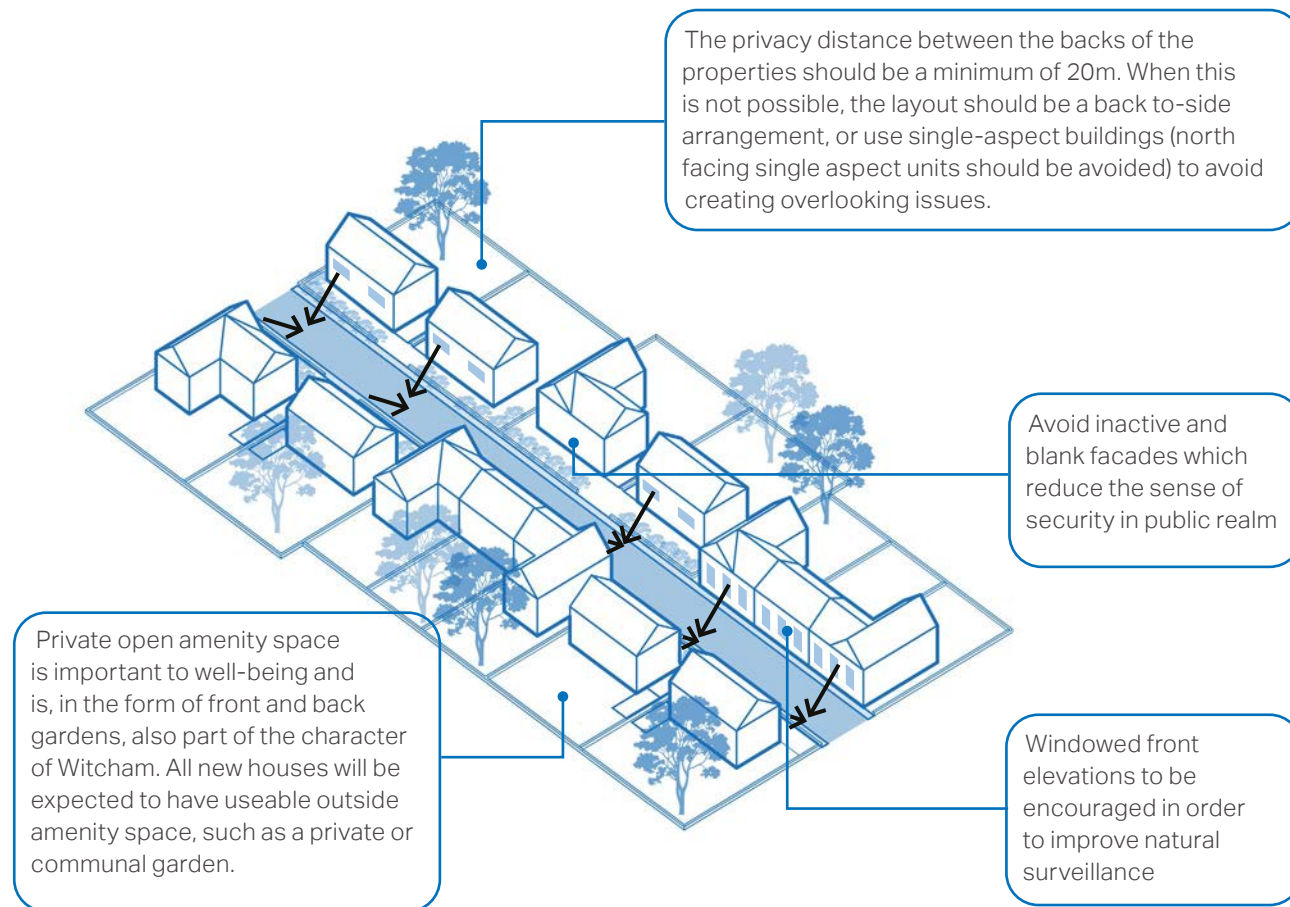 The privacy distance between the backs of the
properties should be a minimum of 20m. When this
is not possible, the layout should be a back to-side
arrangement, or use single-aspect buildings (north
facing single aspect units should be avoided) to avoid
creating overlooking issues.
Avoid inactive and
blank facades which
reduce the sense of
security in public realm
Private open amenity space
is important to well-being and
is, in the form of front and back
gardens, also part of the character
of Witcham. All new houses will be
expected to have useable outside
amenity space, such as a private or
communal garden.
Windowed front
elevations to be
encouraged in order
to improve natural
surveillance